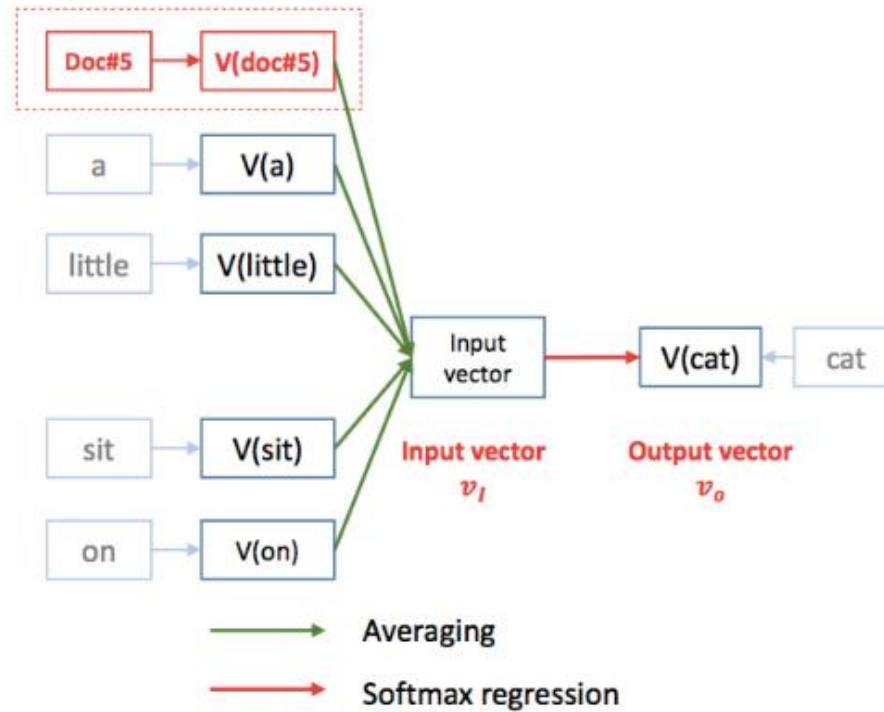 Doc#5 V(doc#5)
a V(a)
little V(little)
Input
vector
V(cat) cat
sit V(sit)
Input vector
v_I
Output vector
v_o
on V(on)
Averaging
Softmax regression